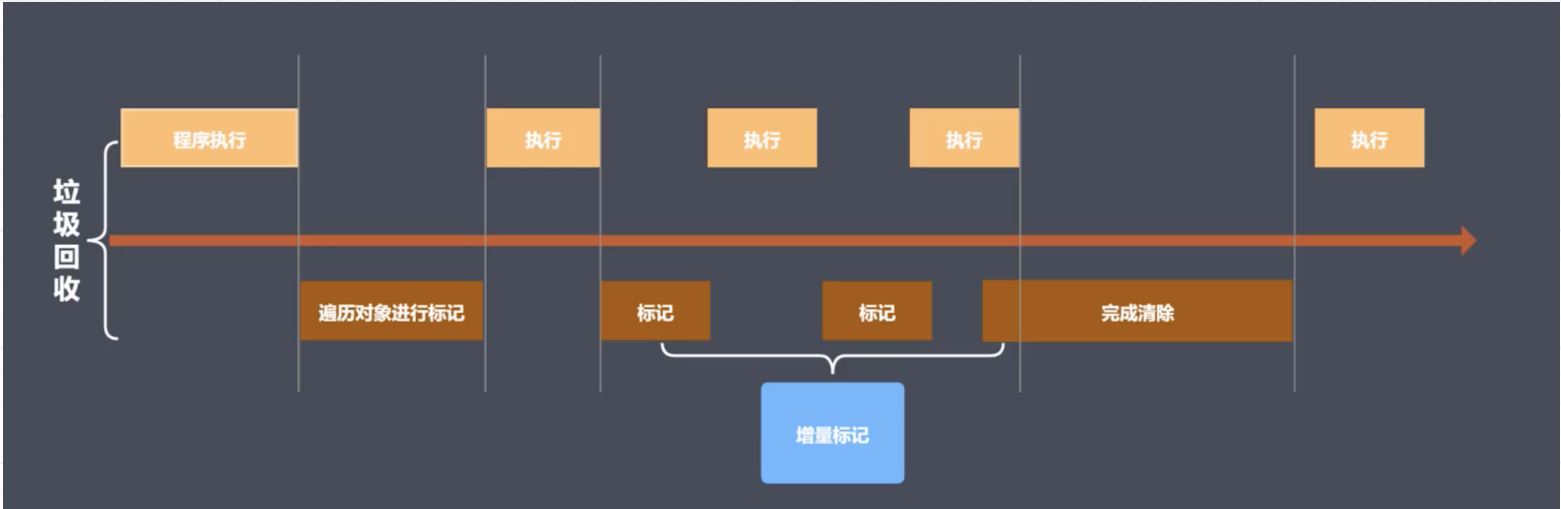 程序执行
执行
执行
执行
执行
垃圾回收
遍历对象进行标记
标记
标记
完成清除
增量标记